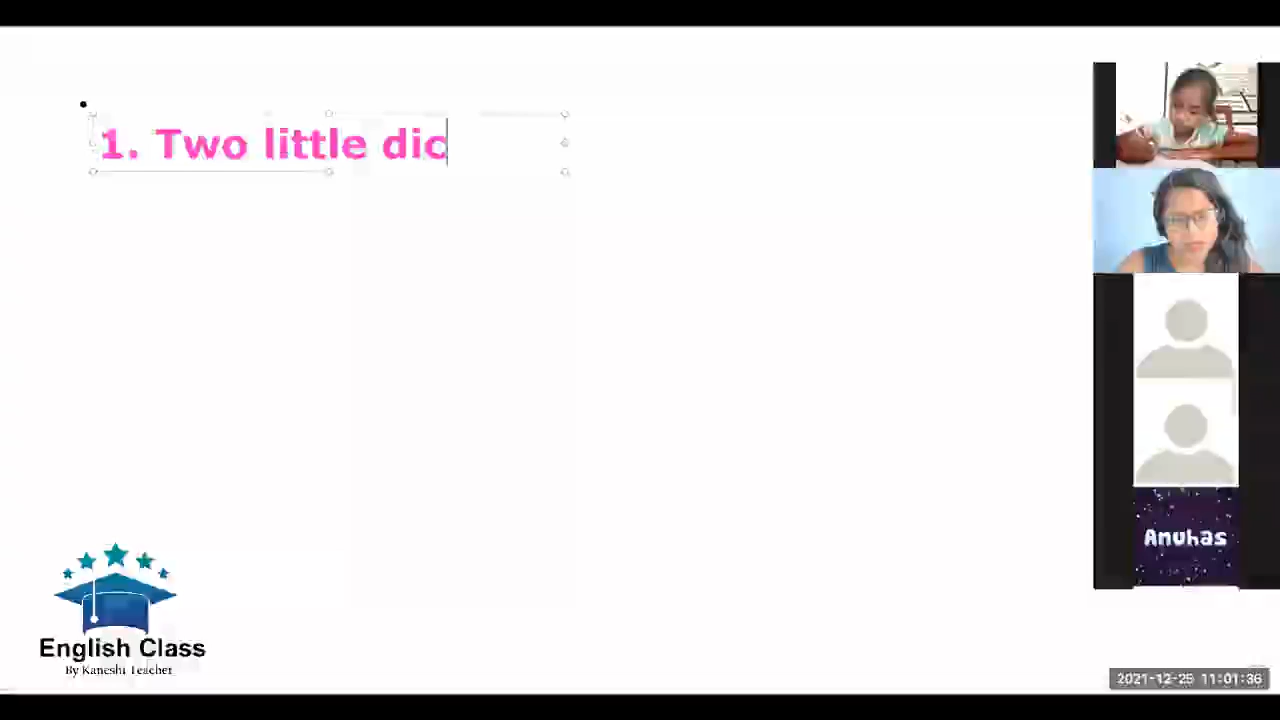 1. Two little dic
Anuhas
English Class
By Kaneshi Teacher
2021-12-25 11:01:36